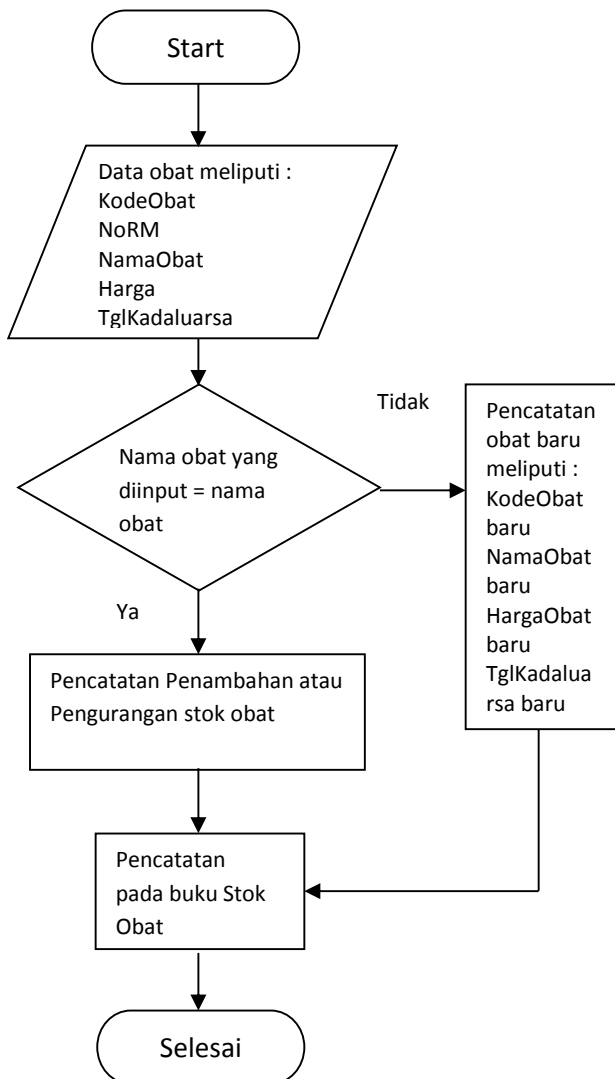 Start
Data obat meliputi :
KodeObat
NoRM
NamaObat
Harga
TglKadaluarsa
Tidak
Nama obat yang
diinput = nama
obat
Pencatatan
obat baru
meliputi :
KodeObat
baru
NamaObat
baru
HargaObat
baru
TglKadalua
rsa baru
Ya
Pencatatan Penambahan atau
Pengurangan stok obat
Pencatatan
pada buku Stok
Obat
Selesai